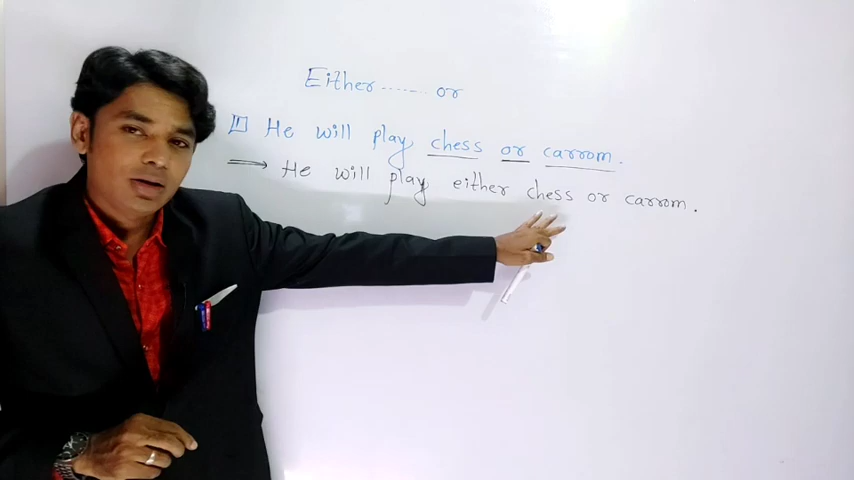 Either ...... or
1 He will play chess or carrom.
⟹ He will play either chess or carrom.